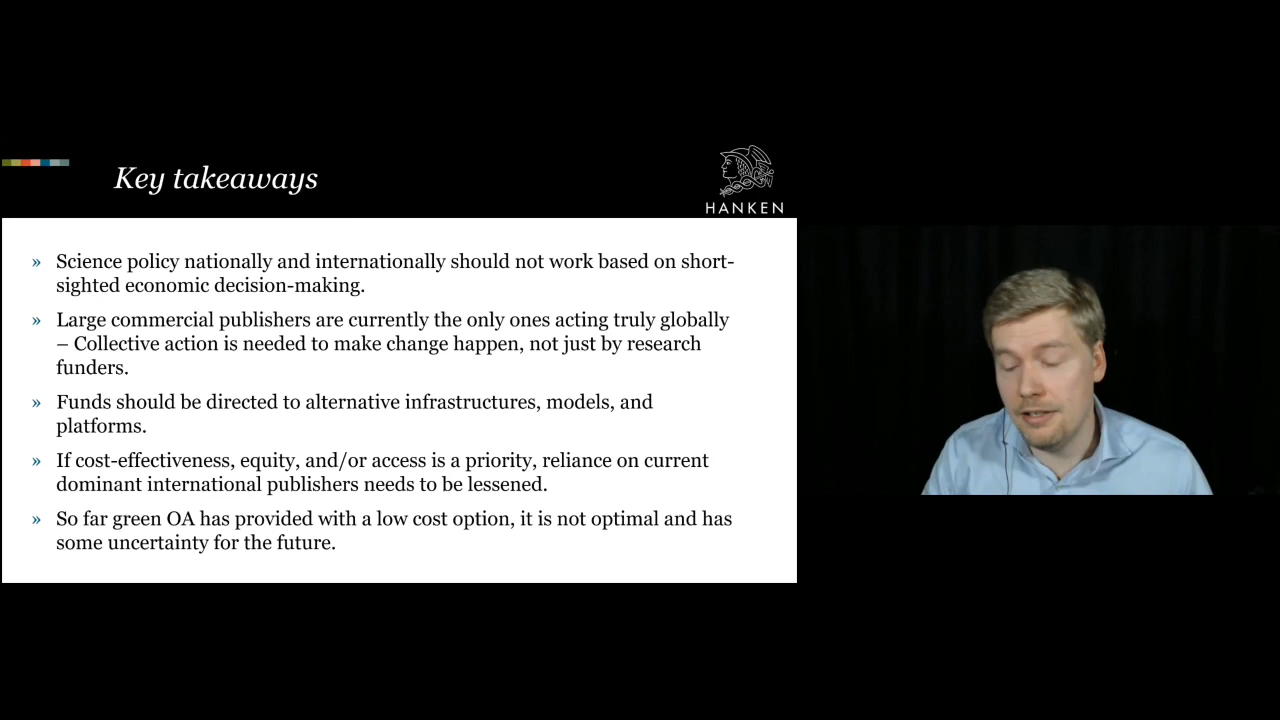 Key takeaways
HANKEN
» Science policy nationally and internationally should not work based on short-
sighted economic decision-making.
» Large commercial publishers are currently the only ones acting truly globally
– Collective action is needed to make change happen, not just by research
funders.
» Funds should be directed to alternative infrastructures, models, and
platforms.
» If cost-effectiveness, equity, and/or access is a priority, reliance on current
dominant international publishers needs to be lessened.
» So far green OA has provided with a low cost option, it is not optimal and has
some uncertainty for the future.